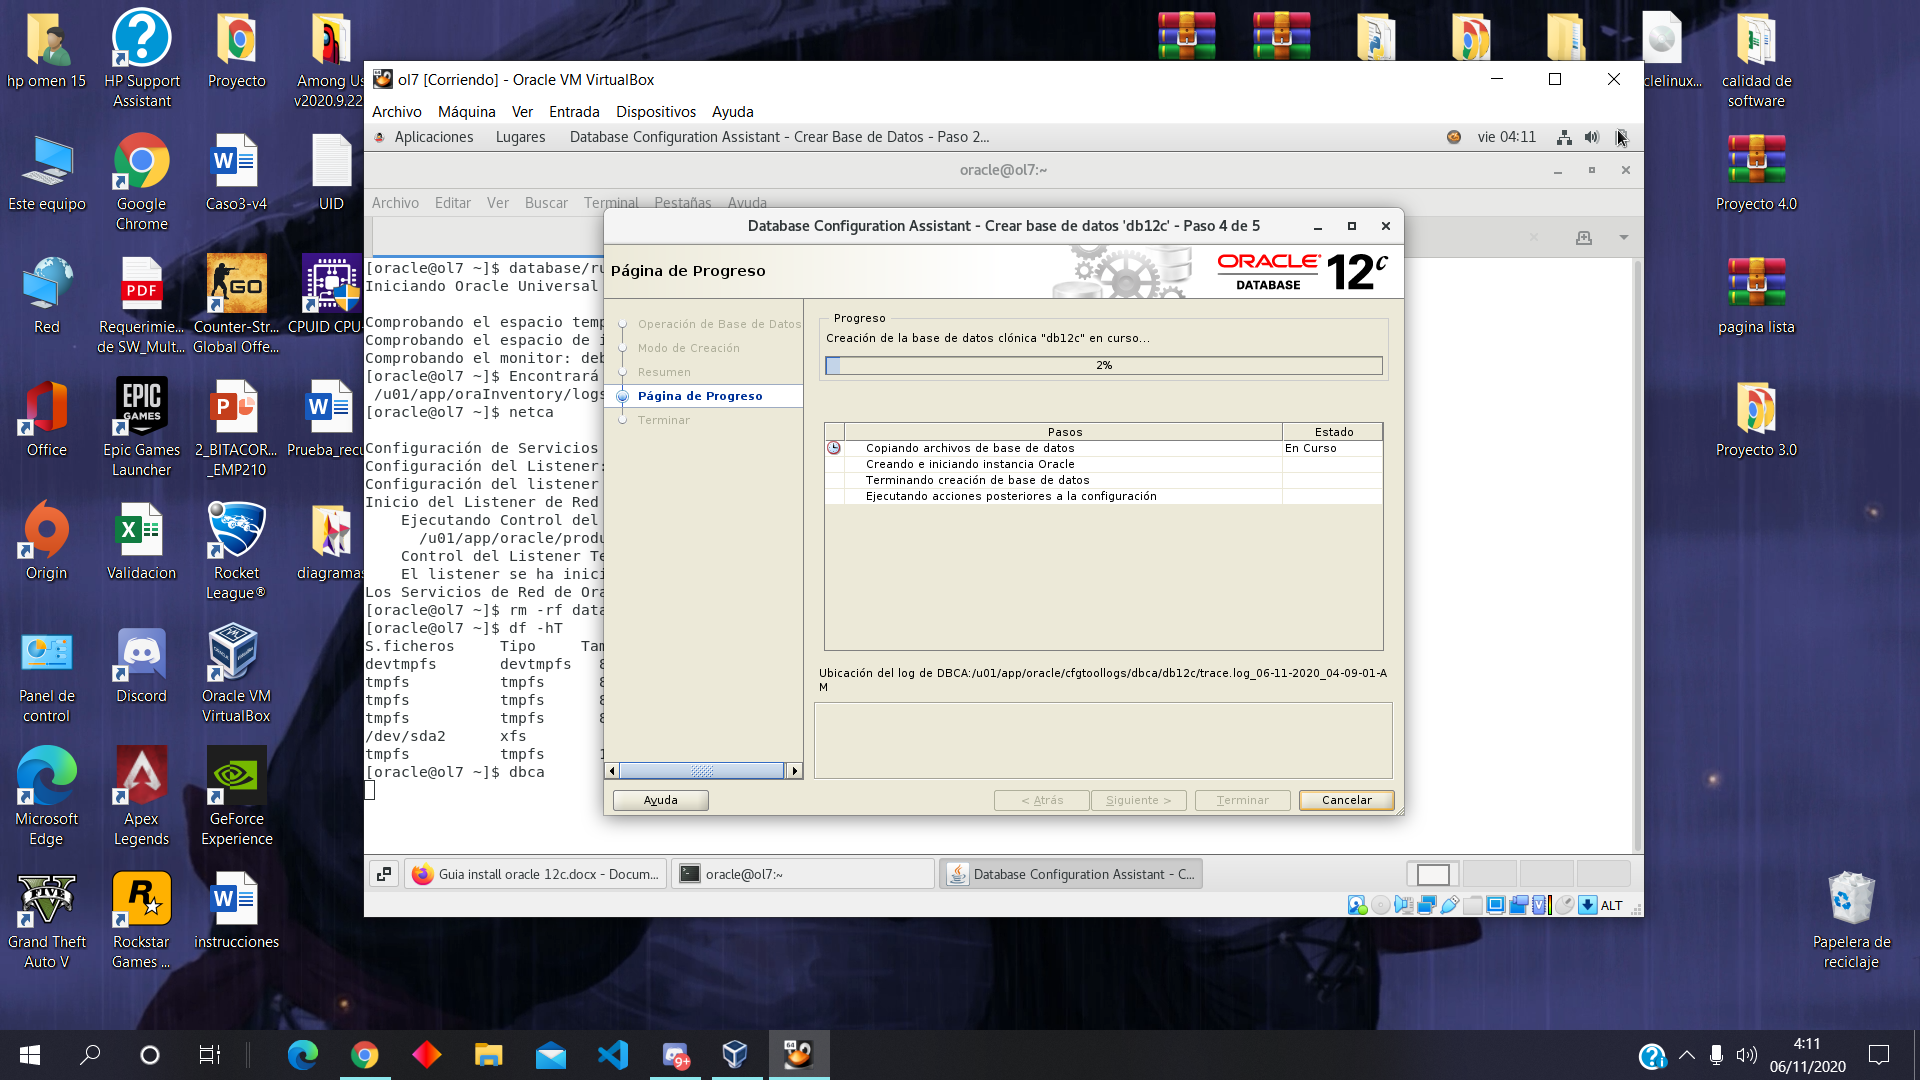 hp omen 15
HP Support
Assistant
Proyecto
Among Us
v2020.9.22
Este equipo
Google
Chrome
Caso3-v4
UID
Red
PDF
Requerimie...
de SW_Mult...
GO
Counter-Str...
Global Offe...
CPUID CPU-
Office
EPIC
GAMES
Epic Games
Launcher
2_BITACOR...
_EMP210
Prueba_recu
Origin
Validacion
Rocket
League®
diagramas
Panel de
control
Discord
Oracle VM
VirtualBox
Microsoft
Edge
Apex
Legends
GeForce
Experience
Grand Theft
Auto V
Rockstar
Games ...
instrucciones
clelinux...
calidad de
software
Proyecto 4.0
pagina lista
Proyecto 3.0
Papelera de
reciclaje
ol7 [Corriendo] - Oracle VM VirtualBox
Archivo Máquina Ver Entrada Dispositivos Ayuda
Aplicaciones Lugares Database Configuration Assistant - Crear Base de Datos - Paso 2... vie 04:11
oracle@ol7:~
Archivo Editar Ver Buscar Terminal Pestañas Ayuda
[oracle@ol7 ~]$ database/ru
Iniciando Oracle Universal
Comprobando el espacio temp
Comprobando el espacio de i
Comprobando el monitor: deb
[oracle@ol7 ~]$ Encontrará
/u01/app/oraInventory/logs
[oracle@ol7 ~]$ netca
Configuración de Servicios
Configuración del Listener:
Configuración del listener
Inicio del Listener de Red
Ejecutando Control del
/u01/app/oracle/produ
Control del Listener Te
El listener se ha inici
Los Servicios de Red de Ora
[oracle@ol7 ~]$ rm -rf data
[oracle@ol7 ~]$ df -hT
S.ficheros Tipo Tam
devtmpfs devtmpfs 8
tmpfs tmpfs 8
tmpfs tmpfs 8
tmpfs tmpfs 8
/dev/sda2 xfs
tmpfs tmpfs 1
[oracle@ol7 ~]$ dbca
Database Configuration Assistant - Crear base de datos 'db12c' - Paso 4 de 5
Página de Progreso
ORACLE
DATABASE
12c
Operación de Base de Datos
Modo de Creación
Resumen
Página de Progreso
Terminar
Progreso
Creación de la base de datos clónica "db12c" en curso...
2%
Pasos Estado
Copiando archivos de base de datos En Curso
Creando e iniciando instancia Oracle
Terminando creación de base de datos
Ejecutando acciones posteriores a la configuración
Ubicación del log de DBCA:/u01/app/oracle/cfgtoollogs/dbca/db12c/trace.log_06-11-2020_04-09-01-A
M
Ayuda < Atrás Siguiente > Terminar Cancelar
Guia install oracle 12c.docx - Docum...
oracle@ol7:~
Database Configuration Assistant - C...
ALT
9+
64
4:11
06/11/2020